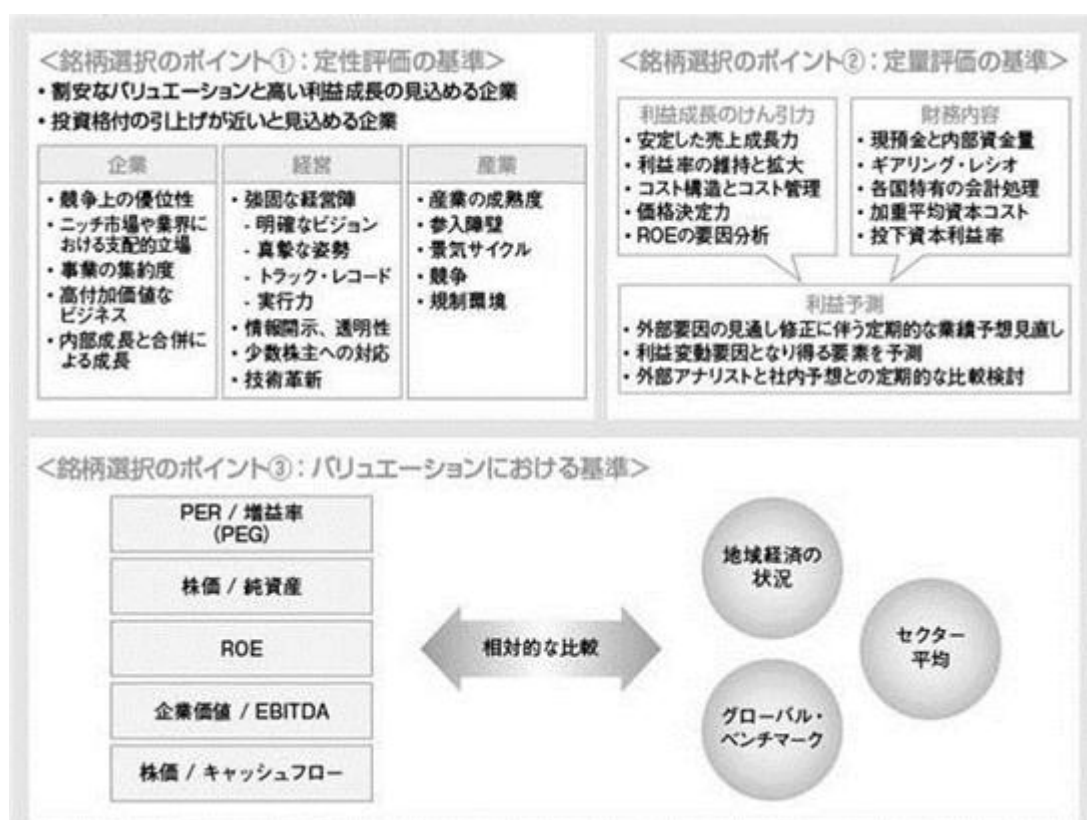 <銘柄選択のポイント①：定性評価の基準>
・割安なバリュエーションと高い利益成長の見込める企業
・投資格付の引上げが近いと見込める企業
企業
・競争上の優位性
・ニッチ市場や業界に
おける支配的立場
・事業の集約度
・高付加価値な
ビジネス
・内部成長と合併に
よる成長
経営
・強固な経営陣
- 明確なビジョン
- 真摯な姿勢
- トラック・レコード
- 実行力
・情報開示、透明性
・少数株主への対応
・技術革新
産業
・産業の成熟度
・参入障壁
・景気サイクル
・競争
・規制環境
<銘柄選択のポイント②：定量評価の基準>
利益成長のけん引力
・安定した売上成長力
・利益率の維持と拡大
・コスト構造とコスト管理
・価格決定力
・ROEの要因分析
財務内容
・現預金と内部資金量
・ギアリング・レシオ
・各国特有の会計処理
・加重平均資本コスト
・投下資本利益率
利益予測
・外部要因の見通し修正に伴う定期的な業績予想見直し
・利益変動要因となり得る要素を予測
・外部アナリストと社内予想との定期的な比較検討
<銘柄選択のポイント③：バリュエーションにおける基準>
PER / 増益率
(PEG)
株価 / 純資産
ROE
企業価値 / EBITDA
株価 / キャッシュフロー
相対的な比較
地域経済の
状況
セクター
平均
グローバル・
ベンチマーク